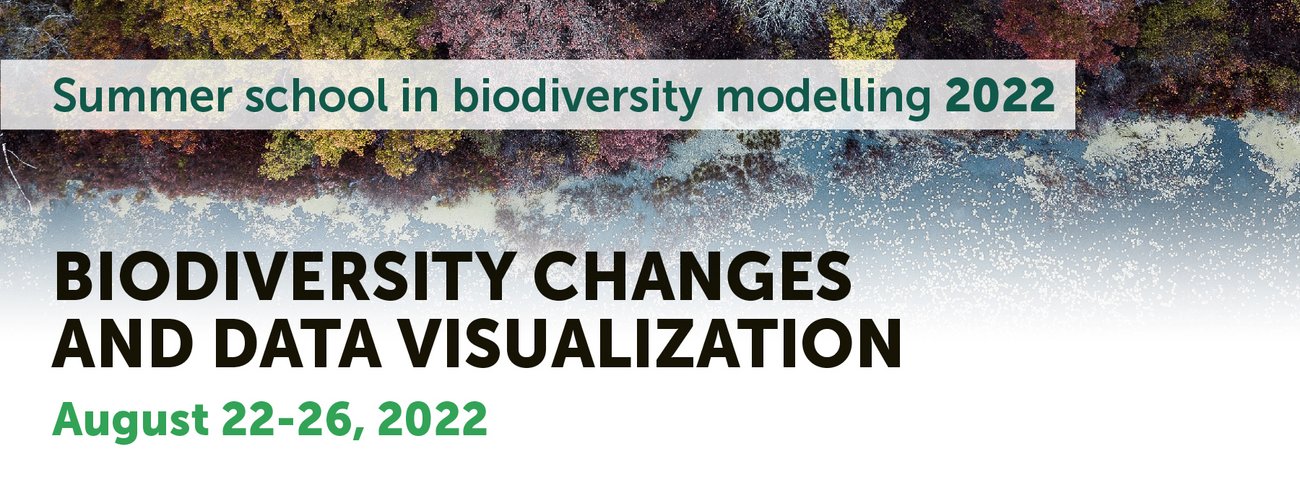 Summer school in biodiversity modelling 2022
BIODIVERSITY CHANGES
AND DATA VISUALIZATION
August 22-26, 2022